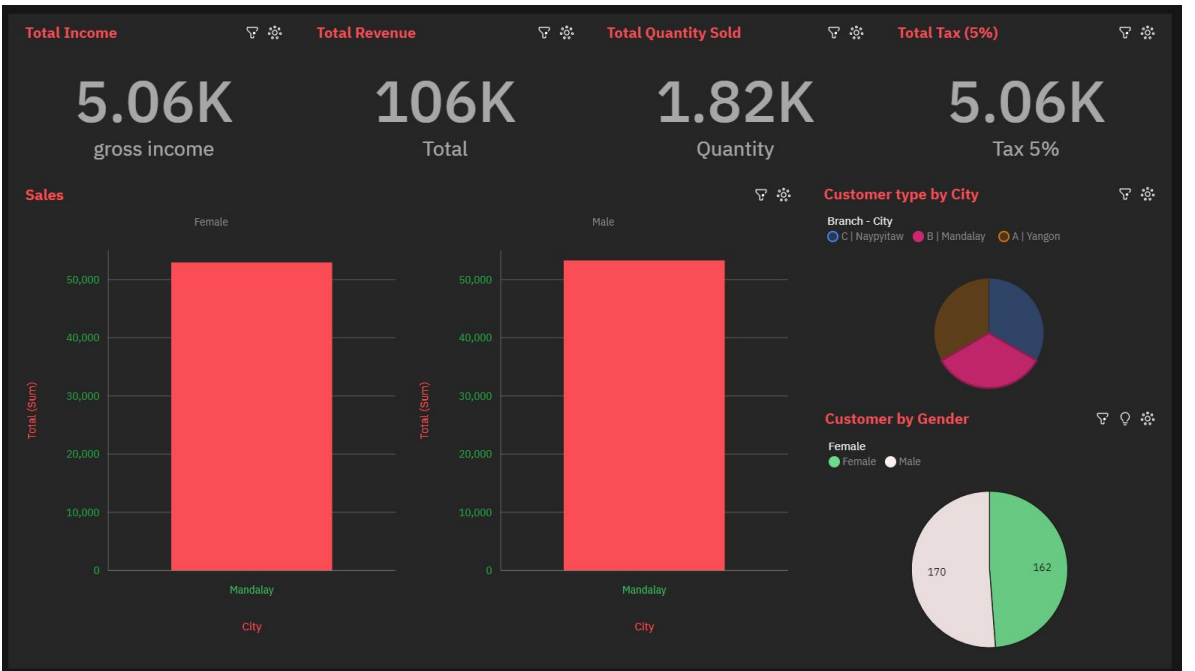 Total Income
Total Revenue
Total Quantity Sold
Total Tax (5%)
5.06K
106K
1.82K
5.06K
gross income
Total
Quantity
Tax 5%
Sales
Female
Male
50,000
40,000
30,000
20,000
10,000
0
Total (Sum)
Mandalay
City
50,000
40,000
30,000
20,000
10,000
0
Total (Sum)
Mandalay
City
Customer type by City
Branch - City
C | Naypyitaw B | Mandalay A | Yangon
Customer by Gender
Female
Female Male
170
162